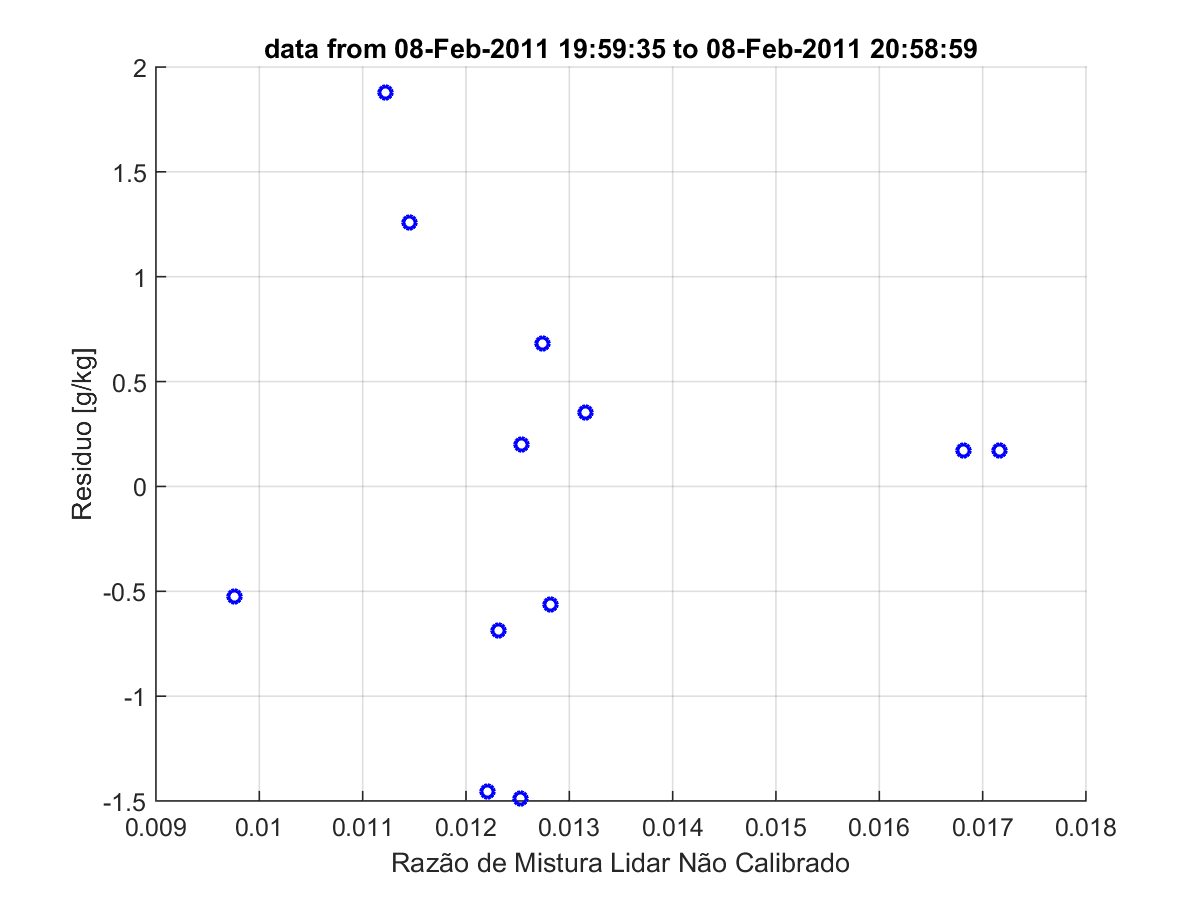 data from 08-Feb-2011 19:59:35 to 08-Feb-2011 20:58:59
2
1.5
1
0.5
0
-0.5
-1
-1.5
Residuo [g/kg]
0.009 0.01 0.011 0.012 0.013 0.014 0.015 0.016 0.017 0.018
Razão de Mistura Lidar Não Calibrado